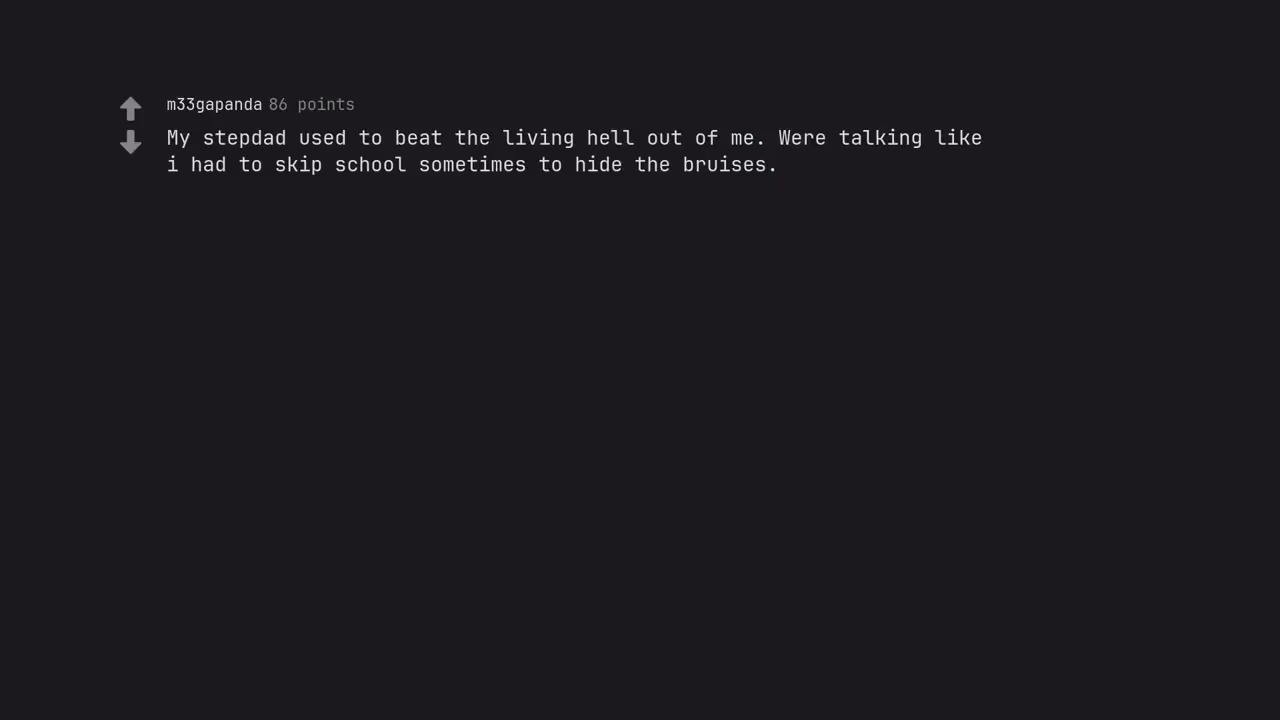 m33gapanda 86 points
My stepdad used to beat the living hell out of me. Were talking like
i had to skip school sometimes to hide the bruises.